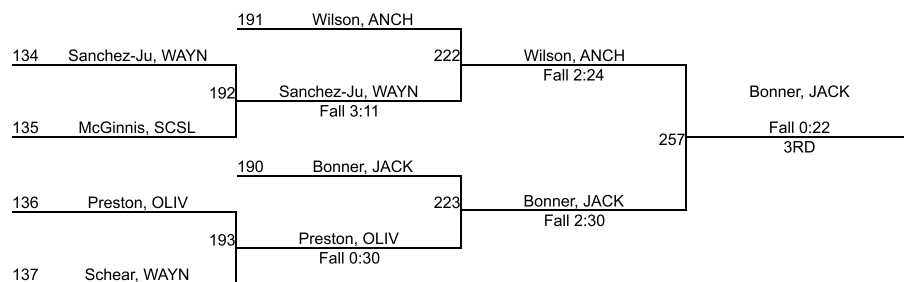 191 Wilson, ANCH
134 Sanchez-Ju, WAYN
222
Wilson, ANCH
Fall 2:24
192
Sanchez-Ju, WAYN
Fall 3:11
Bonner, JACK
135 McGinnis, SCSL
257
Fall 0:22
3RD
190 Bonner, JACK
136 Preston, OLIV
223
Bonner, JACK
Fall 2:30
193
Preston, OLIV
Fall 0:30
137 Schear, WAYN